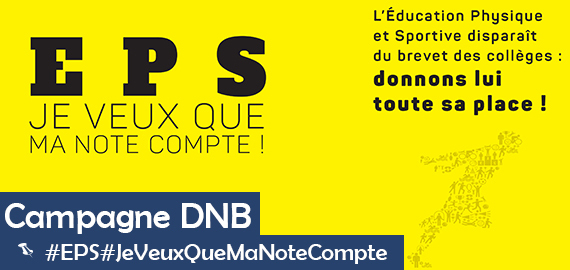 EPS
JE VEUX QUE
MA NOTE COMPTE !
L'Éducation Physique
et Sportive disparaît
du brevet des collèges :
donnons lui
toute sa place !
Campagne DNB
#EPS#JeVeuxQueMaNoteCompte